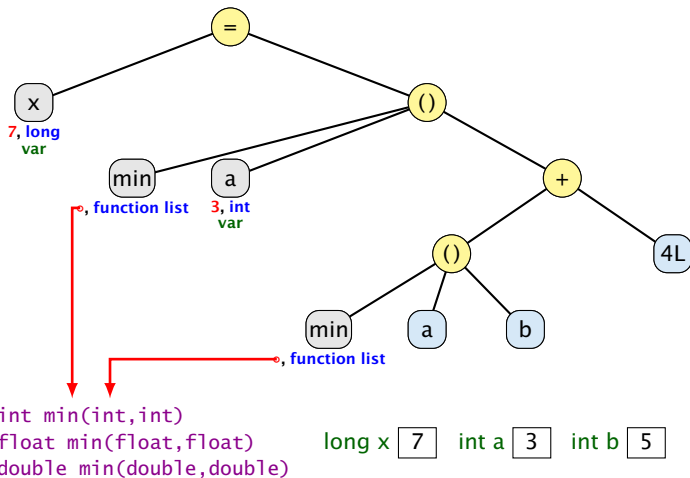 =
x
()
7, long
var
min
a
+
, function list
3, int
var
()
4L
min
a
b
, function list
int min(int,int)
float min(float,float)
double min(double,double)
long x 7 int a 3 int b 5